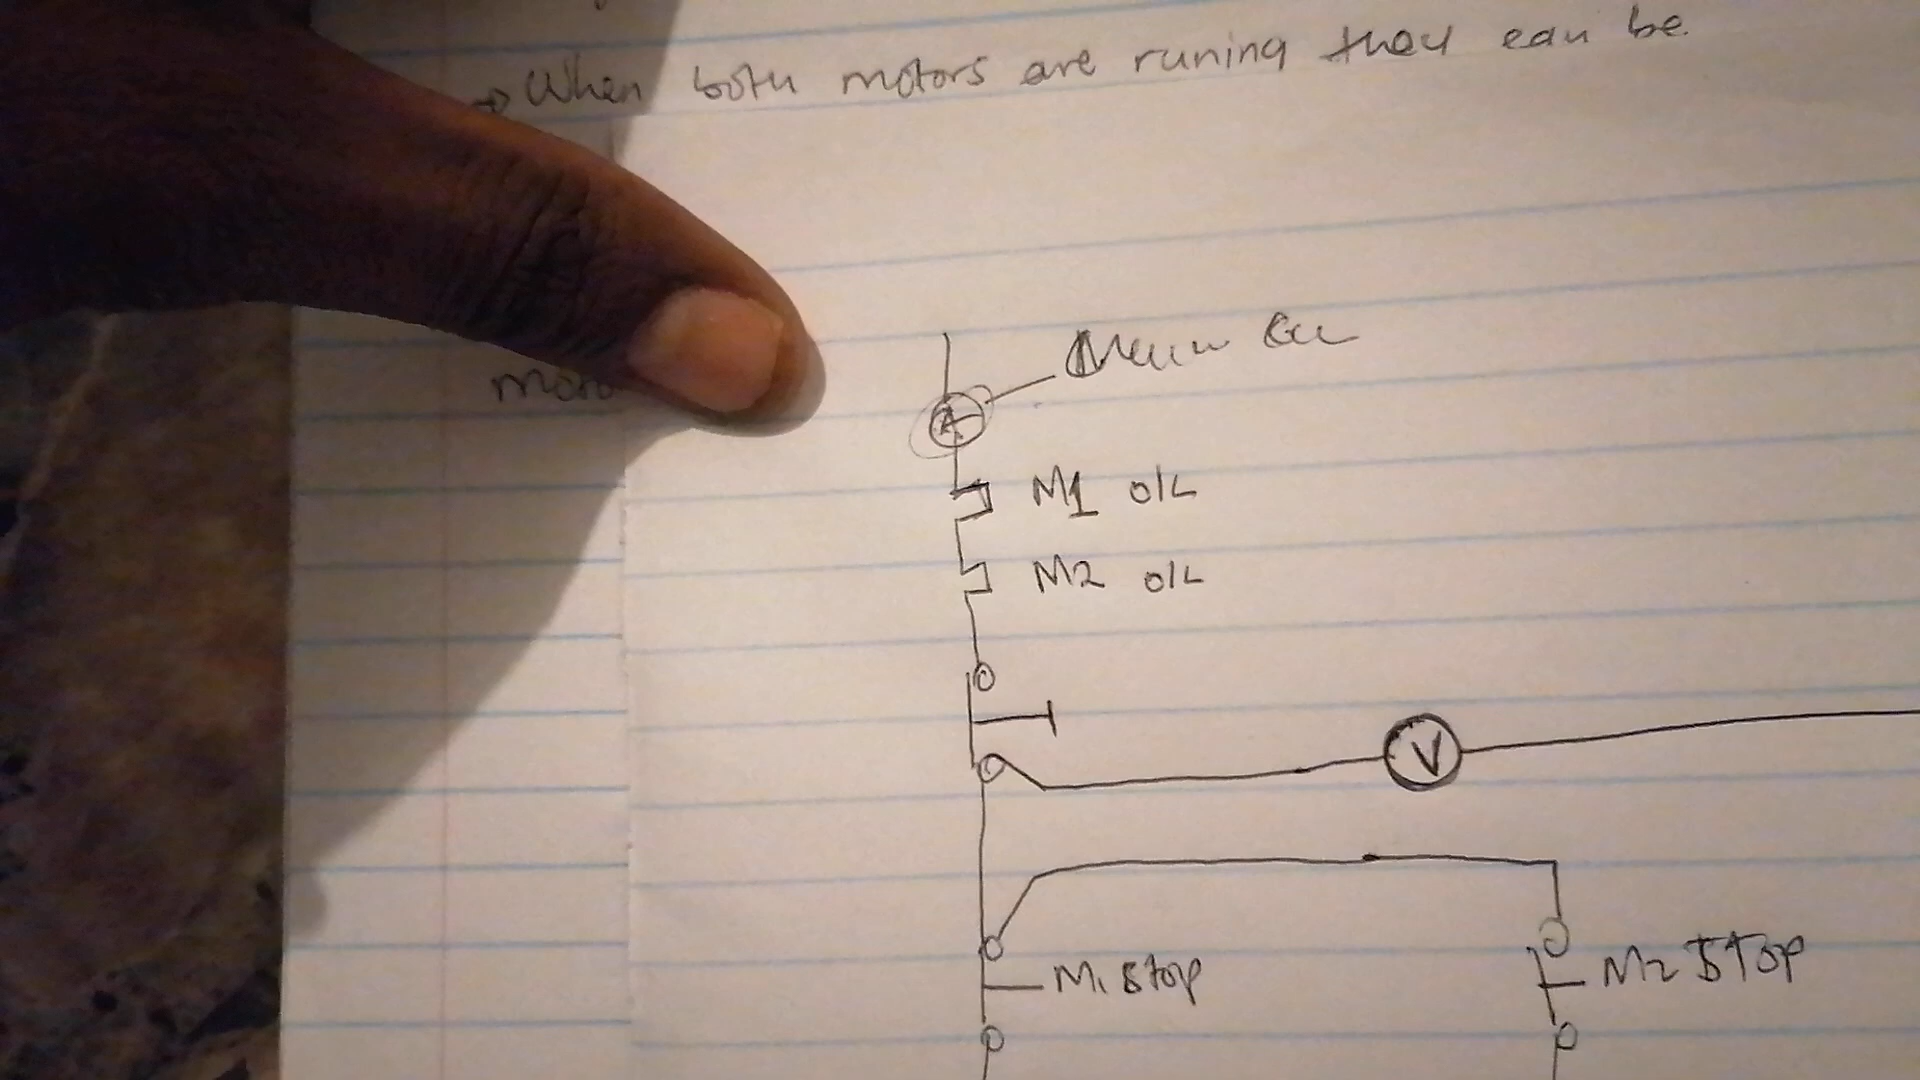 → When both motors are runing they can be
A
M1 O/L
M2 O/L
V
M1 Stop
M2 STOP